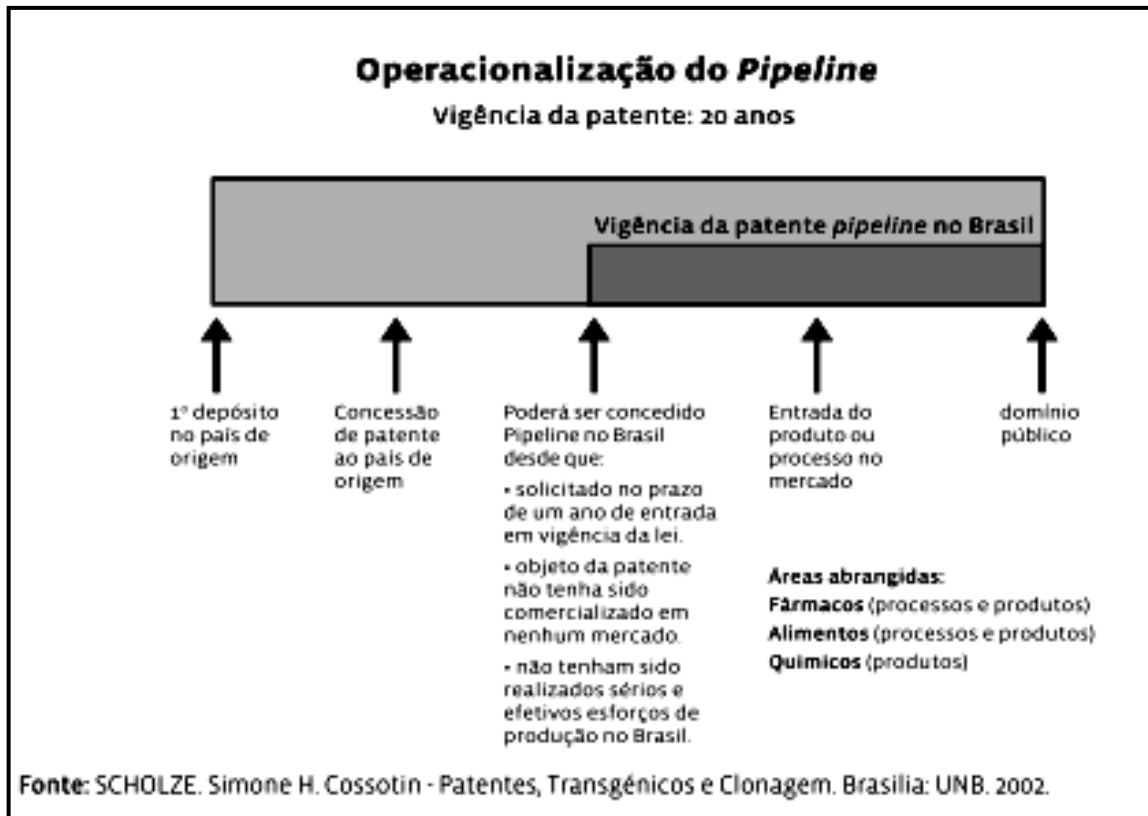 Operacionalização do Pipeline
Vigência da patente: 20 anos
Vigência da patente pipeline no Brasil
1º depósito
no país de
origem
Concessão
de patente
ao país de
origem
Poderá ser concedido
Pipeline no Brasil
desde que:
• solicitado no prazo
de um ano de entrada
em vigência da lei.
• objeto da patente
não tenha sido
comercializado em
nenhum mercado.
• não tenham sido
realizados sérios e
efetivos esforços de
produção no Brasil.
Entrada do
produto ou
processo no
mercado
domínio
público
Áreas abrangidas:
Fármacos (processos e produtos)
Alimentos (processos e produtos)
Químicos (produtos)
Fonte: SCHOLZE. Simone H. Cossotin - Patentes, Transgênicos e Clonagem. Brasilia: UNB. 2002.